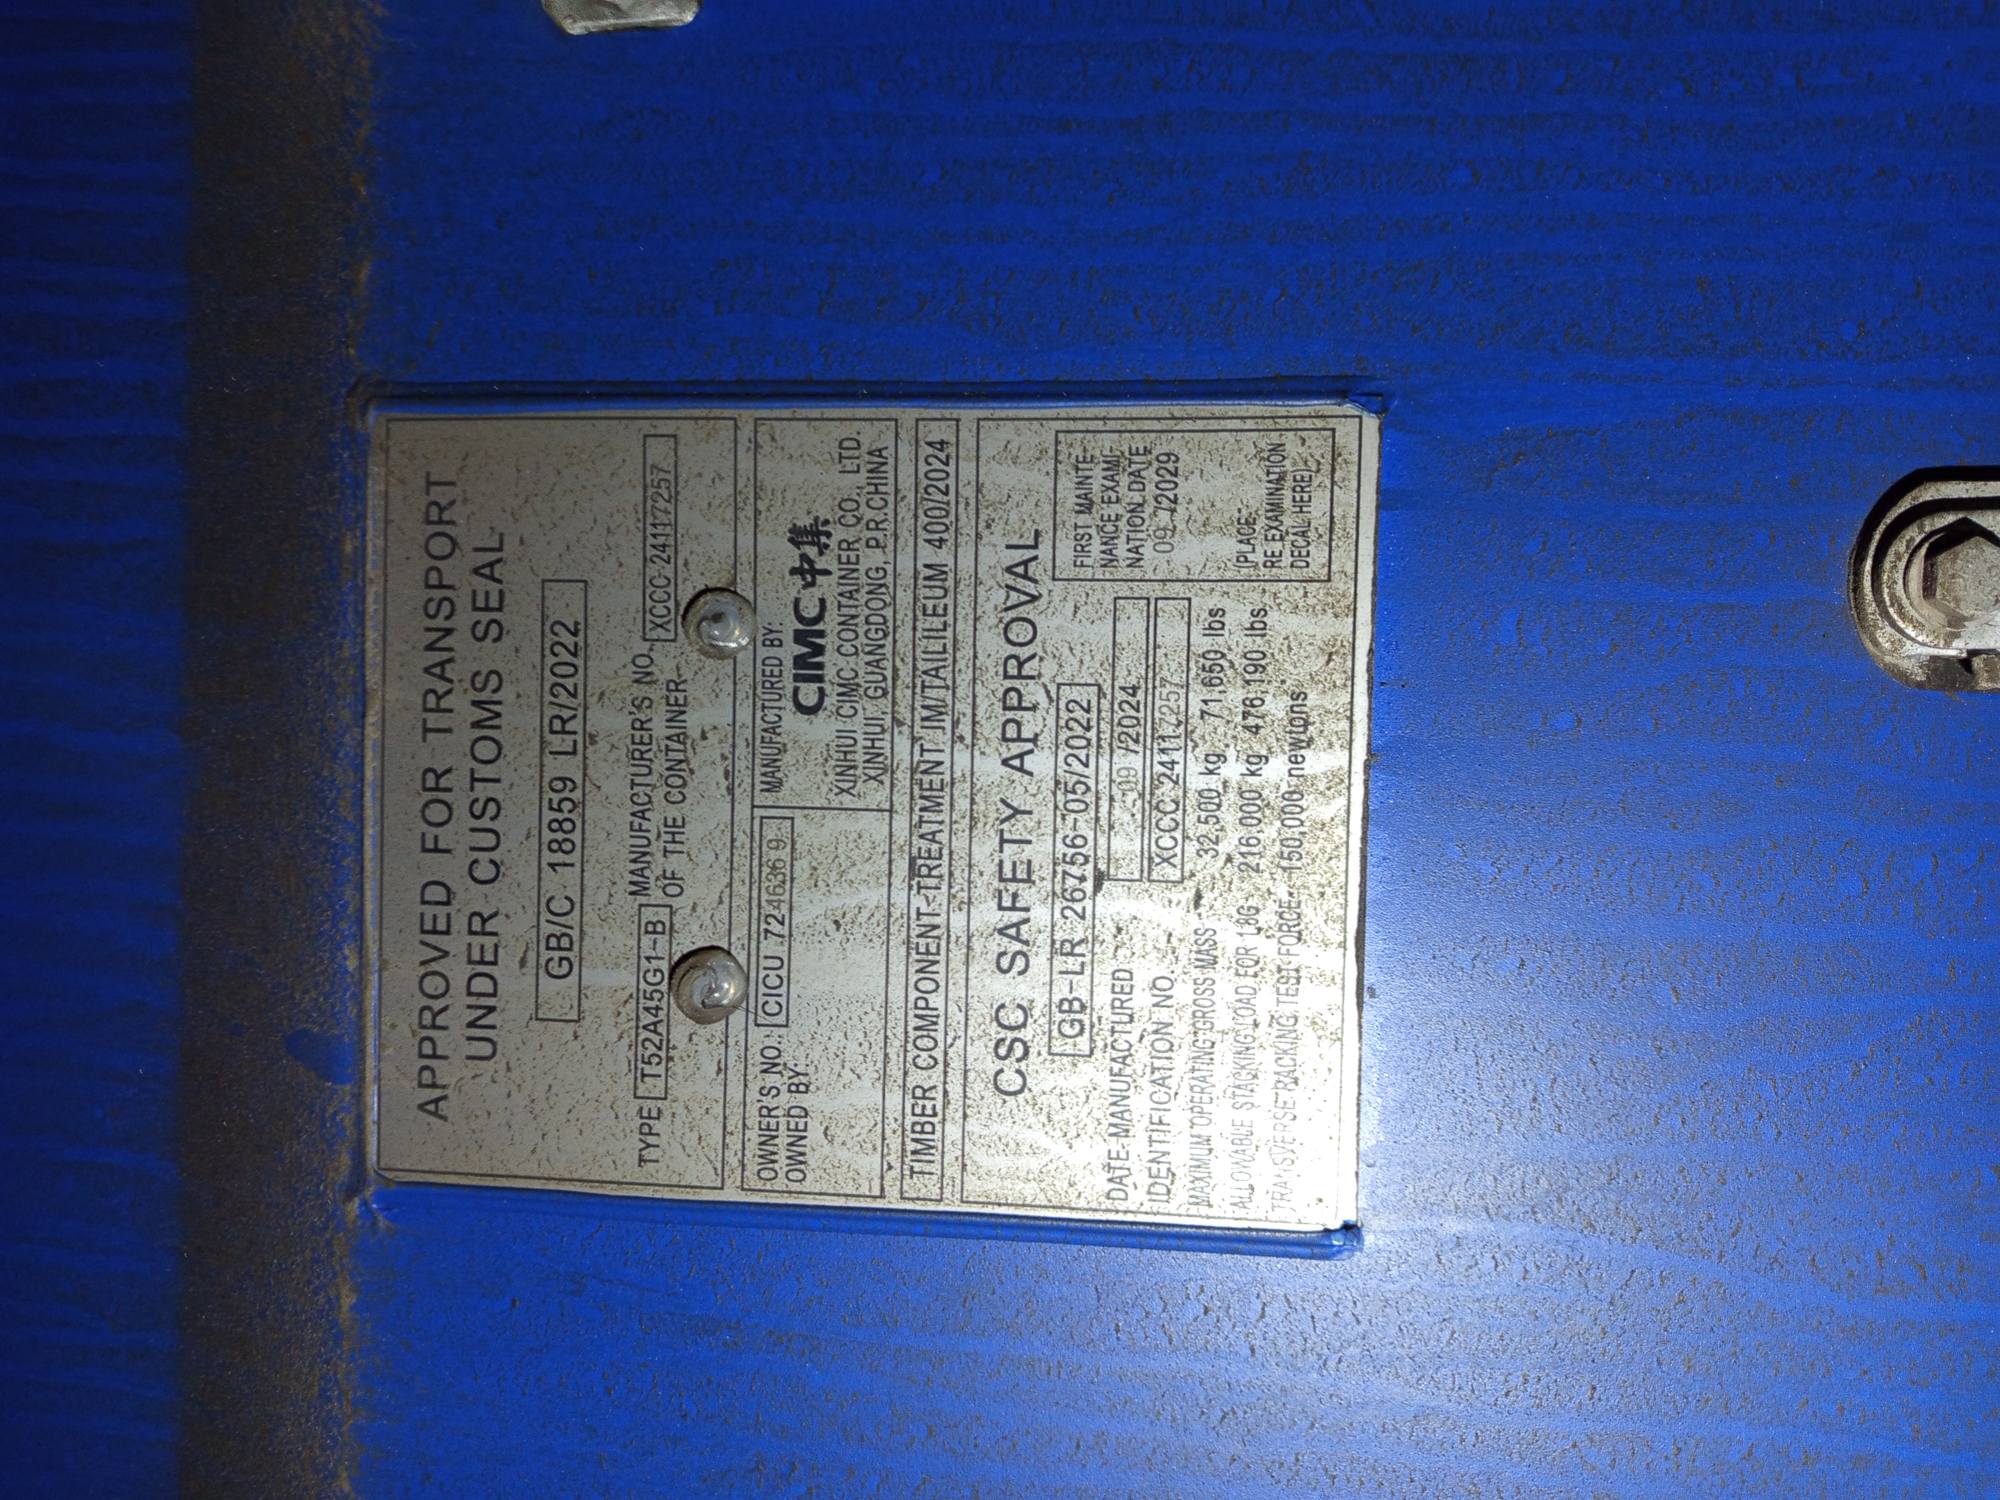 APPROVED FOR TRANSPORT
UNDER CUSTOMS SEAL
GB/C 18859 LR/2022
TYPE T52A45G1-B MANUFACTURER'S NO. XCCC 24117257
OF THE CONTAINER
OWNER'S NO. CICU 724636 9
OWNED BY:
MANUFACTURED BY:
CIMC 中集
XINHUI CIMC CONTAINER CO., LTD.
XINHUI, GUANGDONG, P.R.CHINA
TIMBER COMPONENT TREATMENT IM/TAILILEUM 400/2024
CSC SAFETY APPROVAL
GB-LR 26756-05/2022
DATE MANUFACTURED 09 /2024
IDENTIFICATION NO. XCCC 24117257
MAXIMUM OPERATING GROSS MASS 32,500 kg 71,650 lbs
ALLOWABLE STACKING LOAD FOR 1.8G 216,000 kg 476,190 lbs
TRANSVERSE RACKING TEST FORCE 150,000 newtons
FIRST MAINTE-
NANCE EXAMI-
NATION DATE
09 /2029
(PLACE
RE EXAMINATION
DECAL HERE)